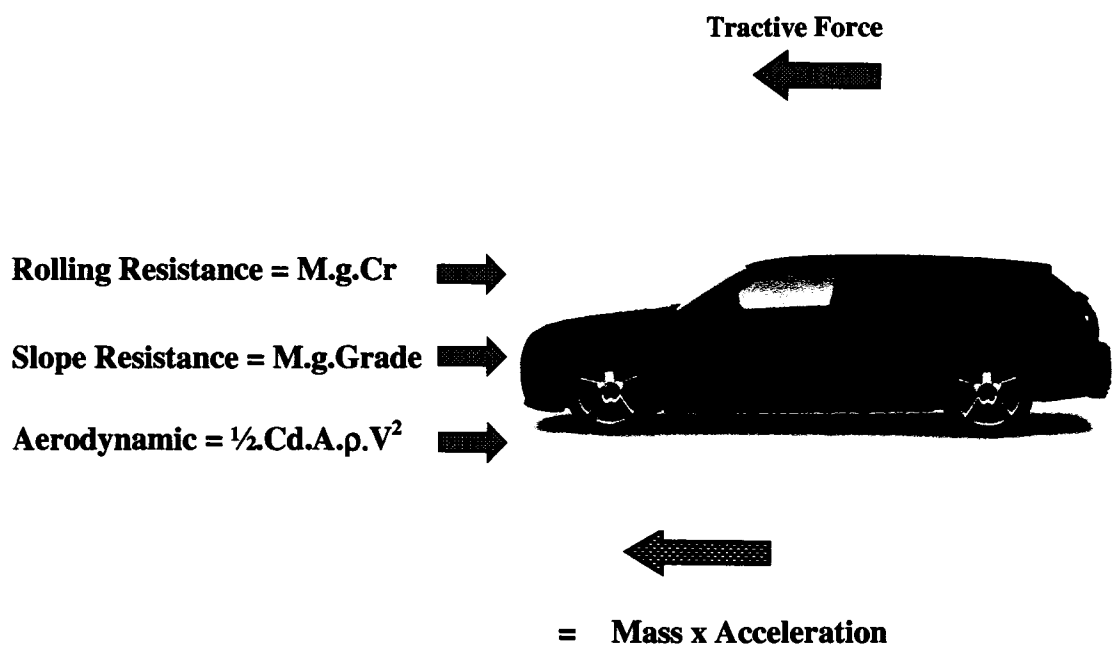 Tractive Force
Rolling Resistance = M.g.Cr
Slope Resistance = M.g.Grade
Aerodynamic = ½.Cd.A.ρ.V²
= Mass x Acceleration